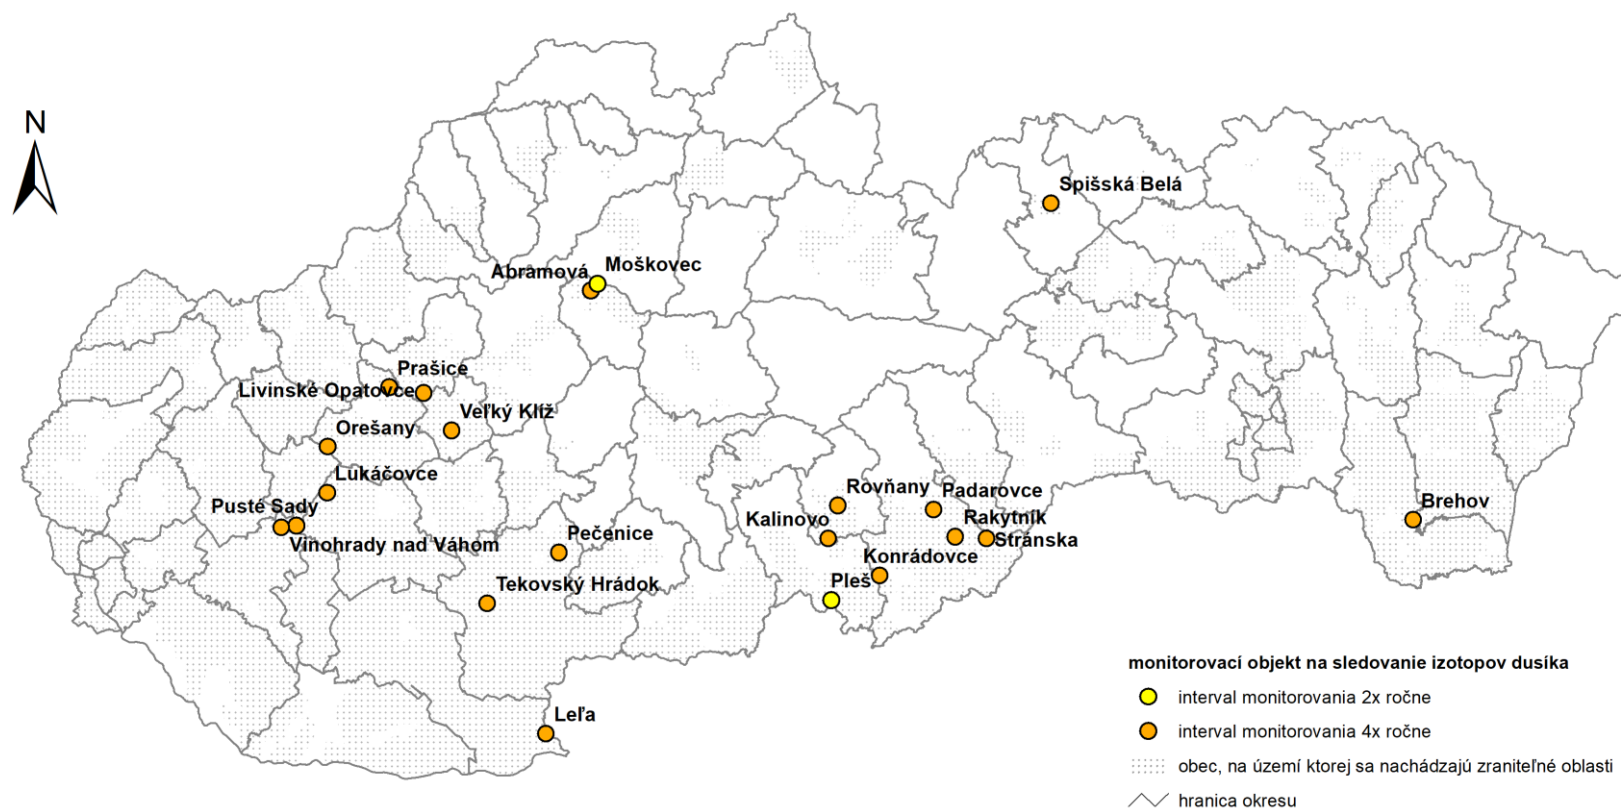 N
Spišská Belá
Moškovec
Abrámová
Prašice
Livinské Opatovce
Veľký Klíž
Orešany
Lukáčovce
Pusté Sady
Vinohrady nad Váhom
Pečenice
Tekovský Hrádok
Leľa
Rovňany
Padarovce
Kalinovo
Rakytník
Stránska
Konrádovce
Pleš
Brehov
monitorovací objekt na sledovanie izotopov dusíka
interval monitorovania 2x ročne
interval monitorovania 4x ročne
obec, na území ktorej sa nachádzajú zraniteľné oblasti
hranica okresu